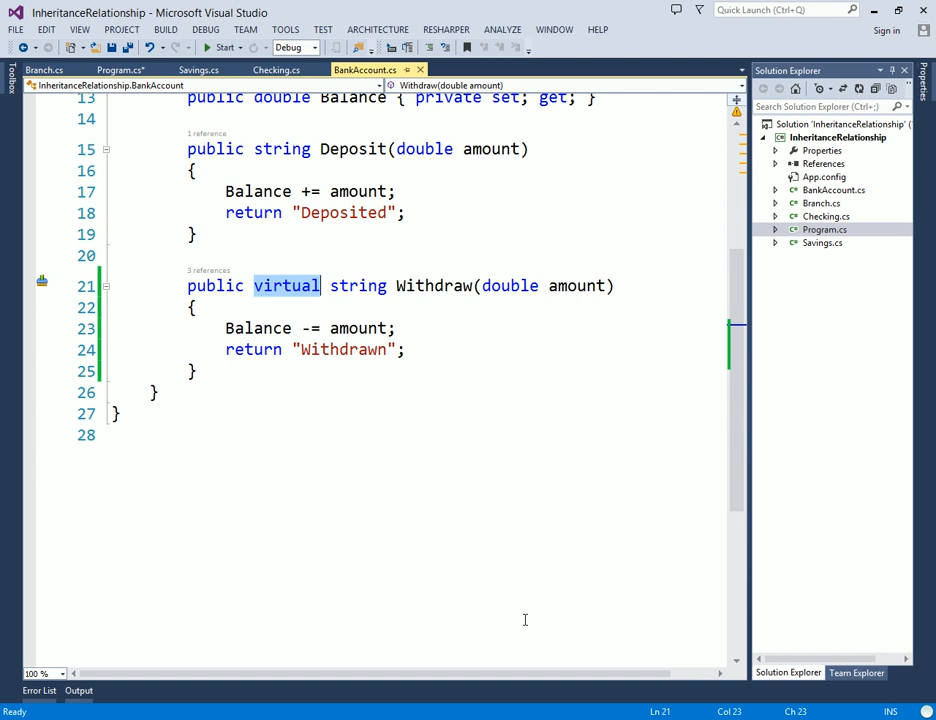 InheritanceRelationship - Microsoft Visual Studio
Quick Launch (Ctrl+Q)
FILE EDIT VIEW PROJECT BUILD DEBUG TEAM TOOLS TEST ARCHITECTURE RESHARPER ANALYZE WINDOW HELP
Sign in
Start Debug
Toolbox
Branch.cs Program.cs* Savings.cs Checking.cs BankAccount.cs
InheritanceRelationship.BankAccount Withdraw(double amount)
13 public double Balance { private set; get; }
14
1 reference
15 public string Deposit(double amount)
16 {
17 Balance += amount;
18 return "Deposited";
19 }
20
3 references
21 public virtual string Withdraw(double amount)
22 {
23 Balance -= amount;
24 return "Withdrawn";
25 }
26 }
27 }
28
100 %
Solution Explorer
Search Solution Explorer (Ctrl+;)
Solution 'InheritanceRelationship' (
InheritanceRelationship
Properties
References
App.config
BankAccount.cs
Branch.cs
Checking.cs
Program.cs
Savings.cs
Solution Explorer Team Explorer
Properties
Error List Output
Ready Ln 21 Col 23 Ch 23 INS